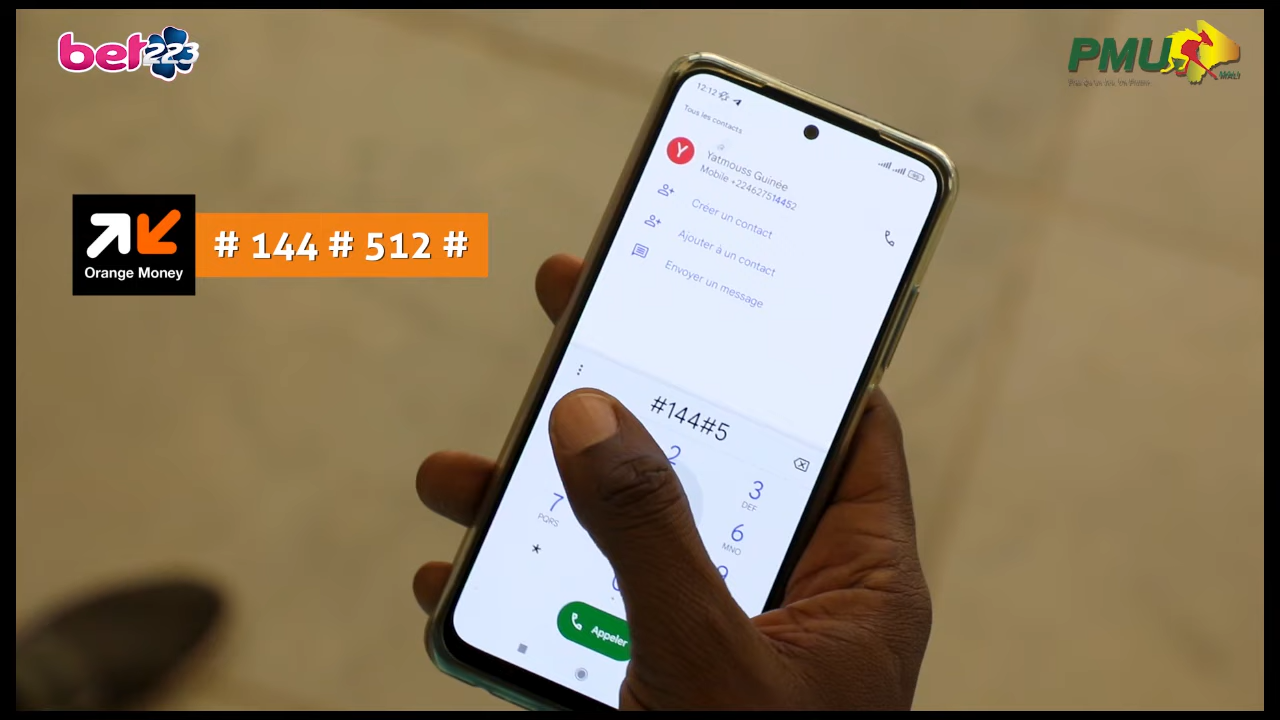 bet223
PMU
MALI
Orange Money
# 144 # 512 #
12:12
Tous les contacts
Y
Yatmouss Guinée
Mobile +224627514452
Créer un contact
Ajouter à un contact
Envoyer un message
#144#5
2
3
DEF
6
MNO
7
PQRS
*
Appeler